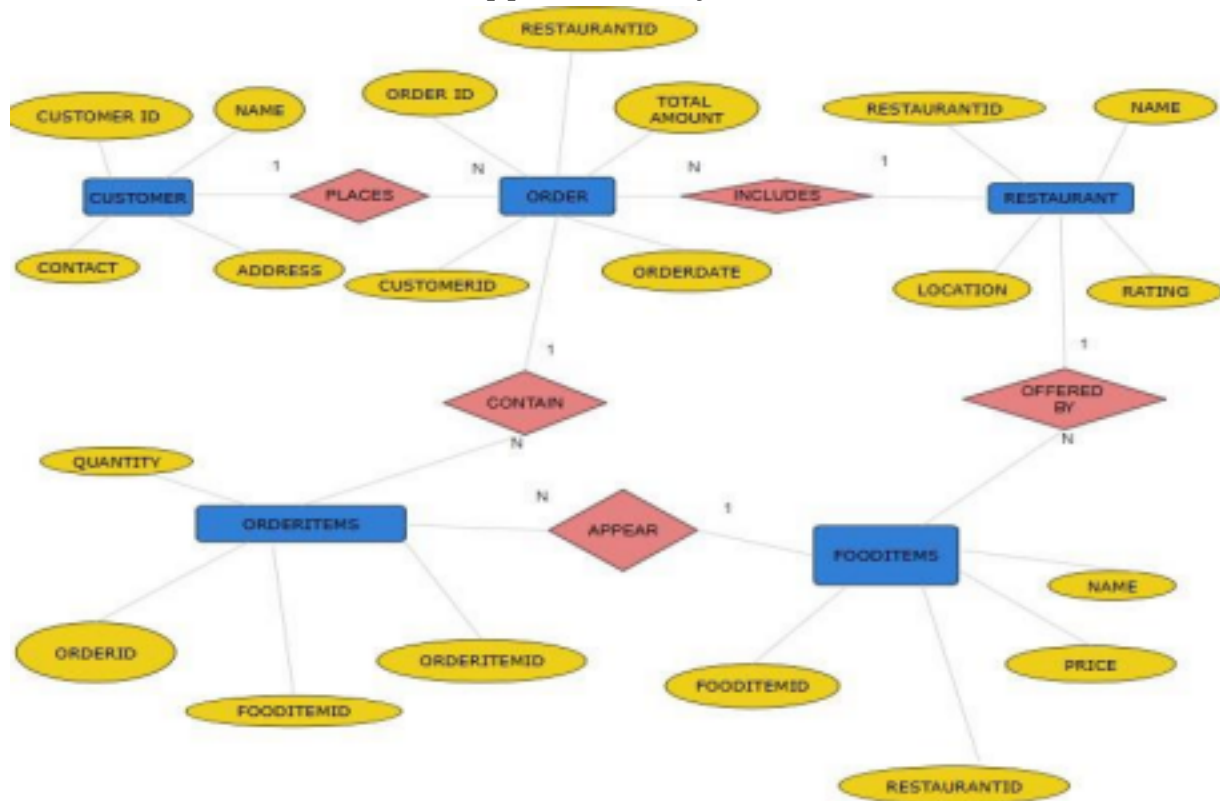 RESTAURANTID
ORDER ID
TOTAL
AMOUNT
CUSTOMER ID
NAME
RESTAURANTID
NAME
1
N
N
1
CUSTOMER
PLACES
ORDER
INCLUDES
RESTAURANT
CONTACT
ADDRESS
CUSTOMERID
ORDERDATE
LOCATION
RATING
1
1
CONTAIN
OFFERED
BY
N
N
QUANTITY
N
1
ORDERITEMS
APPEAR
FOODITEMS
NAME
ORDERID
ORDERITEMID
PRICE
FOODITEMID
FOODITEMID
RESTAURANTID